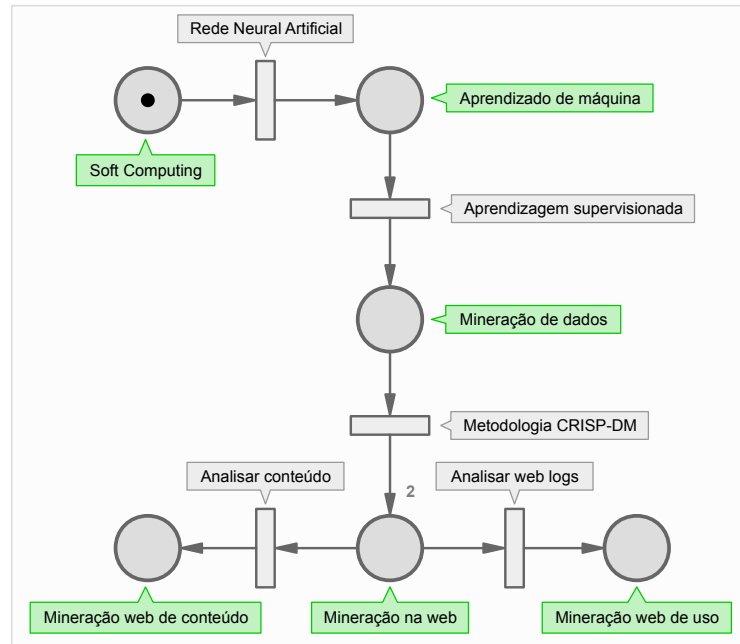 Rede Neural Artificial
Aprendizado de máquina
Soft Computing
Aprendizagem supervisionada
Mineração de dados
Metodologia CRISP-DM
Analisar conteúdo
2
Analisar web logs
Mineração web de conteúdo
Mineração na web
Mineração web de uso